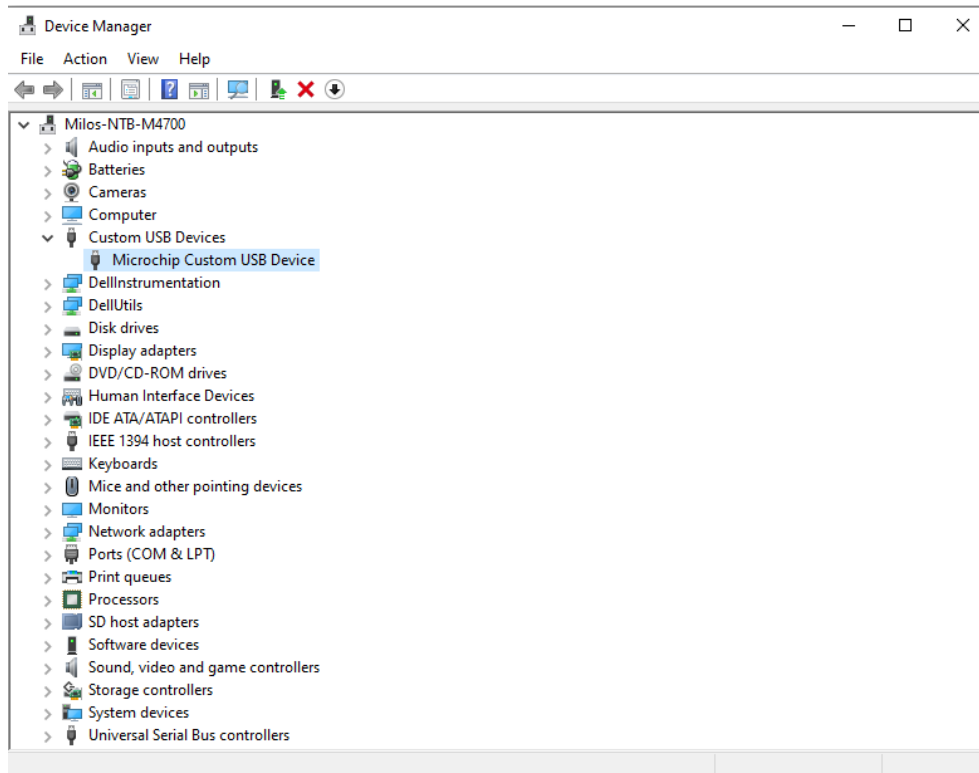 Device Manager
File Action View Help
Milos-NTB-M4700
Audio inputs and outputs
Batteries
Cameras
Computer
Custom USB Devices
Microchip Custom USB Device
DellInstrumentation
DellUtils
Disk drives
Display adapters
DVD/CD-ROM drives
Human Interface Devices
IDE ATA/ATAPI controllers
IEEE 1394 host controllers
Keyboards
Mice and other pointing devices
Monitors
Network adapters
Ports (COM & LPT)
Print queues
Processors
SD host adapters
Software devices
Sound, video and game controllers
Storage controllers
System devices
Universal Serial Bus controllers